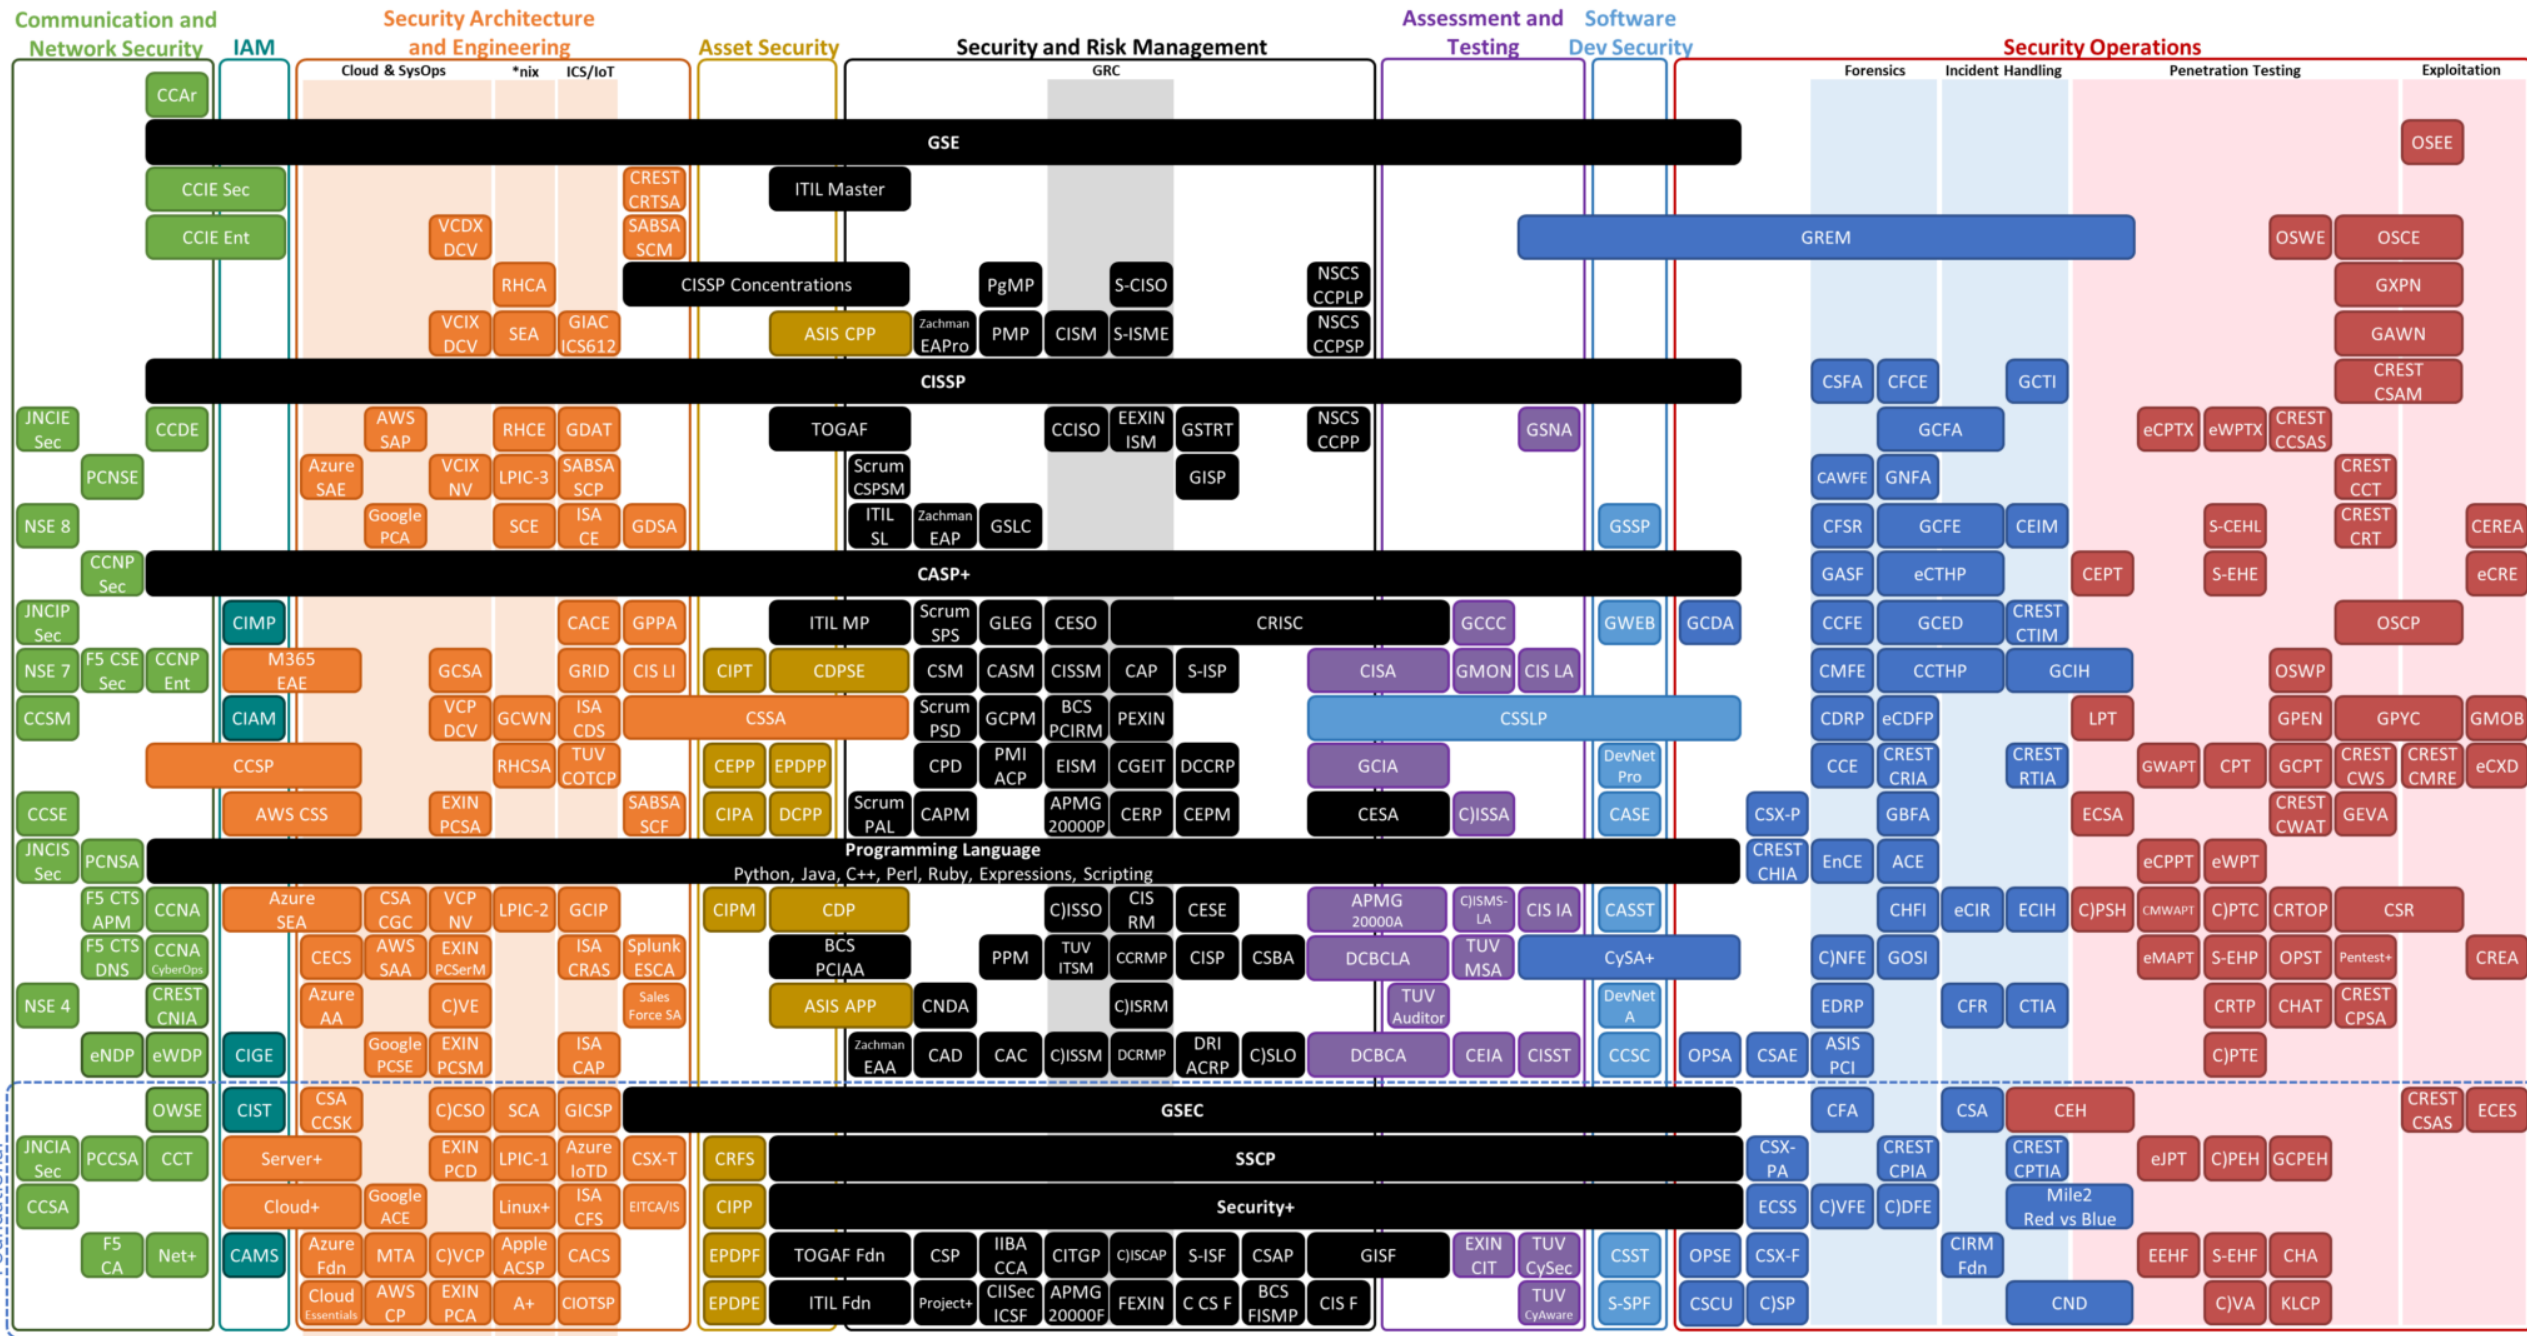 Communication and
Network Security
IAM
Security Architecture
and Engineering
Asset Security
Security and Risk Management
Assessment and
Testing
Software
Dev Security
Security Operations
Cloud & SysOps
*nix
ICS/IoT
GRC
Forensics
Incident Handling
Penetration Testing
Exploitation
CCAr
GSE
OSEE
CCIE Sec
CREST
CRTSA
ITIL Master
CCIE Ent
VCDX
DCV
SABSA
SCM
GREM
OSWE
OSCE
RHCA
CISSP Concentrations
PgMP
S-CISO
NSCS
CCPLP
GXPN
VCIX
DCV
SEA
GIAC
ICS612
ASIS CPP
Zachman
EAPro
PMP
CISM
S-ISME
NSCS
CCPSP
GAWN
CISSP
CSFA
CFCE
GCTI
CREST
CSAM
JNCIE
Sec
CCDE
AWS
SAP
RHCE
GDAT
TOGAF
CCISO
EEXIN
ISM
GSTRT
NSCS
CCPP
GSNA
GCFA
eCPTX
eWPTX
CREST
CCSAS
PCNSE
Azure
SAE
VCIX
NV
LPIC-3
SABSA
SCP
Scrum
CSPSM
GISP
CAWFE
GNFA
CREST
CCT
NSE 8
Google
PCA
SCE
ISA
CE
GDSA
ITIL
SL
Zachman
EAP
GSLC
GSSP
CFSR
GCFE
CEIM
S-CEHL
CREST
CRT
CEREA
CCNP
Sec
CASP+
GASF
eCTHP
CEPT
S-EHE
eCRE
JNCIP
Sec
CIMP
CACE
GPPA
ITIL MP
Scrum
SPS
GLEG
CESO
CRISC
GCCC
GWEB
GCDA
CCFE
GCED
CREST
CTIM
OSCP
NSE 7
F5 CSE
Sec
CCNP
Ent
M365
EAE
GCSA
GRID
CIS LI
CIPT
CDPSE
CSM
CASM
CISSM
CAP
S-ISP
CISA
GMON
CIS LA
CMFE
CCTHP
GCIH
OSWP
CCSM
CIAM
VCP
DCV
GCWN
ISA
CDS
CSSA
Scrum
PSD
GCPM
BCS
PCIRM
PEXIN
CSSLP
CDRP
eCDFP
LPT
GPEN
GPYC
GMOB
CCSP
RHCSA
TUV
COTCP
CEPP
EPDPP
CPD
PMI
ACP
EISM
CGEIT
DCCRP
GCIA
DevNet
Pro
CCE
CREST
CRIA
CREST
RTIA
GWAPT
CPT
GCPT
CREST
CWS
CREST
CMRE
eCXD
CCSE
AWS CSS
EXIN
PCSA
SABSA
SCF
CIPA
DCPP
Scrum
PAL
CAPM
APMG
20000P
CERP
CEPM
CESA
C)ISSA
CASE
CSX-P
GBFA
ECSA
CREST
CWAT
GEVA
JNCIS
Sec
PCNSA
Programming Language
Python, Java, C++, Perl, Ruby, Expressions, Scripting
CREST
CHIA
EnCE
ACE
eCPPT
eWPT
F5 CTS
APM
CCNA
Azure
SEA
CSA
CGC
VCP
NV
LPIC-2
GCIP
CIPM
CDP
C)ISSO
CIS
RM
CESE
APMG
20000A
C)ISMS-
LA
CIS IA
CASST
CHFI
eCIR
ECIH
C)PSH
CMWAPT
C)PTC
CRTOP
CSR
F5 CTS
DNS
CCNA
CyberOps
CECS
AWS
SAA
EXIN
PCSerM
ISA
CRAS
Splunk
ESCA
BCS
PCIAA
PPM
TUV
ITSM
CCRMP
CISP
CSBA
DCBCLA
TUV
MSA
CySA+
C)NFE
GOSI
eMAPT
S-EHP
OPST
Pentest+
CREA
NSE 4
CREST
CNIA
Azure
AA
C)VE
Sales
Force SA
ASIS APP
CNDA
C)ISRM
TUV
Auditor
DevNet
A
EDRP
CFR
CTIA
CRTP
CHAT
CREST
CPSA
eNDP
eWDP
CIGE
Google
PCSE
EXIN
PCSM
ISA
CAP
Zachman
EAA
CAD
CAC
C)ISSM
DCRMP
DRI
ACRP
C)SLO
DCBCA
CEIA
CISST
CCSC
OPSA
CSAE
ASIS
PCI
C)PTE
OWSE
CIST
CSA
CCSK
C)CSO
SCA
GICSP
GSEC
CFA
CSA
CEH
CREST
CSAS
ECES
JNCIA
Sec
PCCSA
CCT
Server+
EXIN
PCD
LPIC-1
Azure
IoTD
CSX-T
CRFS
SSCP
CSX-
PA
CREST
CPIA
CREST
CPTIA
eJPT
C)PEH
GCPEH
CCSA
Cloud+
Google
ACE
Linux+
ISA
CFS
EITCA/IS
CIPP
Security+
ECSS
C)VFE
C)DFE
Mile2
Red vs Blue
F5
CA
Net+
CAMS
Azure
Fdn
MTA
C)VCP
Apple
ACSP
CACS
EPDPF
TOGAF Fdn
CSP
IIBA
CCA
CITGP
C)ISCAP
S-ISF
CSAP
GISF
EXIN
CIT
TUV
CySec
CSST
OPSE
CSX-F
CIRM
Fdn
EEHF
S-EHF
CHA
Cloud
Essentials
AWS
CP
EXIN
PCA
A+
CIOTSP
EPDPE
ITIL Fdn
Project+
CIISec
ICSF
APMG
20000F
FEXIN
C CS F
BCS
FISMP
CIS F
TUV
CyAware
S-SPF
CSCU
C)SP
CND
C)VA
KLCP